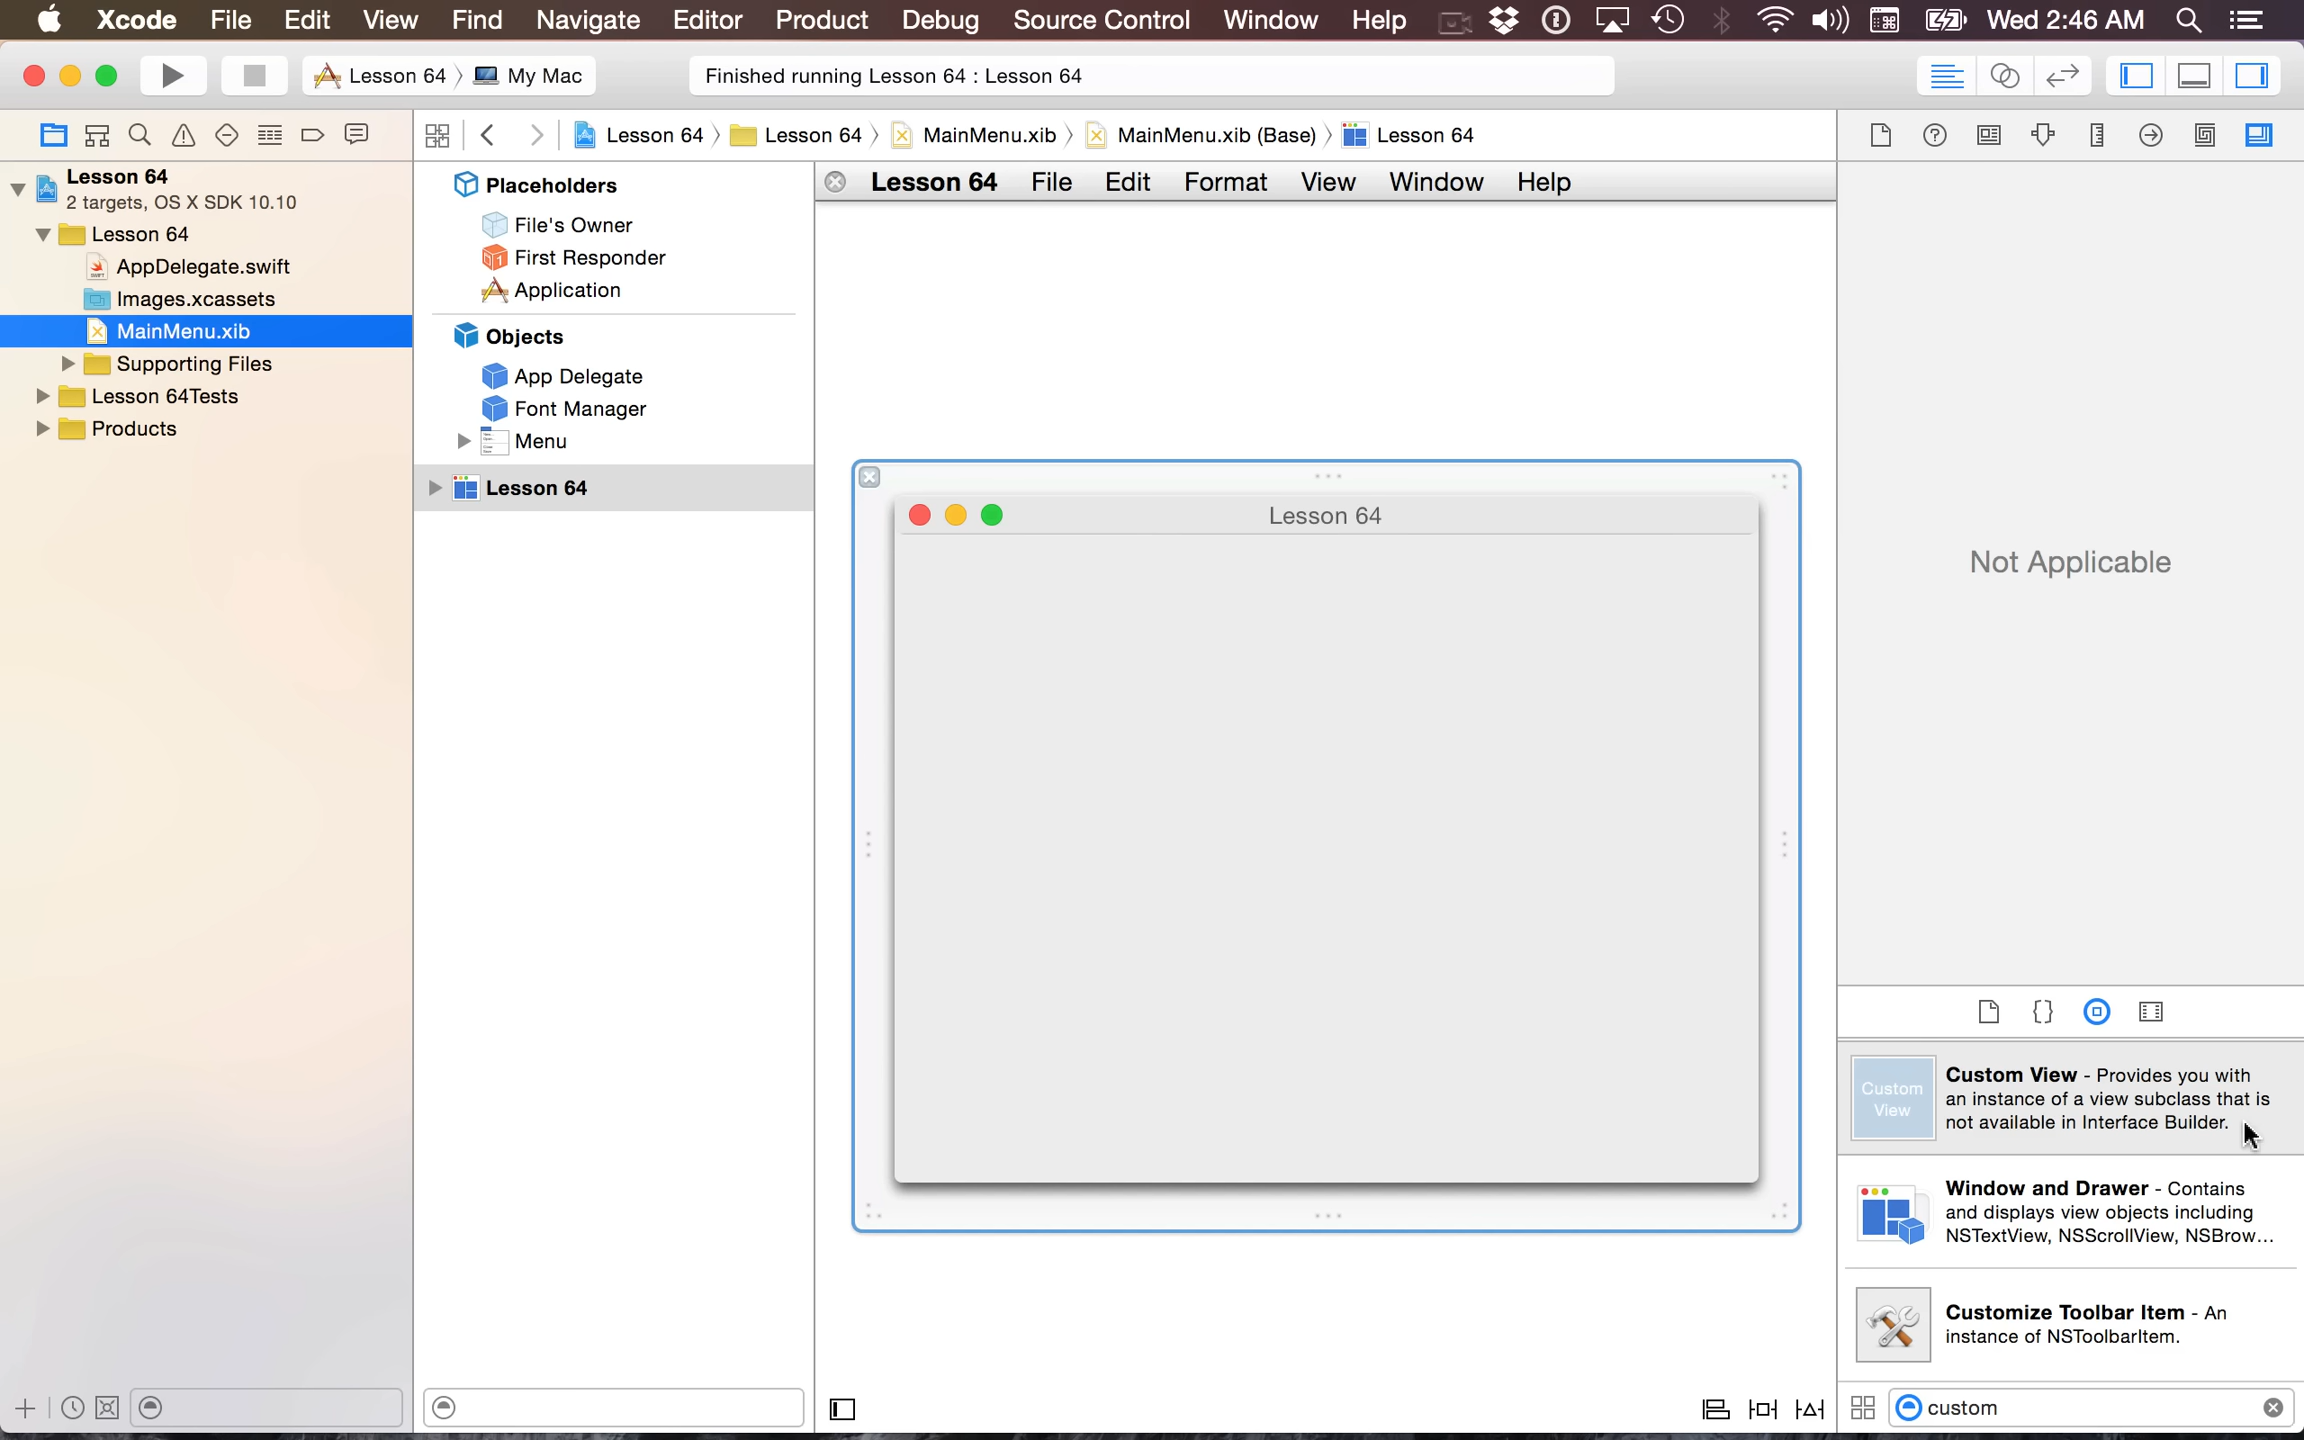 Xcode File Edit View Find Navigate Editor Product Debug Source Control Window Help Wed 2:46 AM
Lesson 64 My Mac Finished running Lesson 64 : Lesson 64
Lesson 64 Lesson 64 MainMenu.xib MainMenu.xib (Base) Lesson 64
Lesson 64
2 targets, OS X SDK 10.10
Lesson 64
AppDelegate.swift
Images.xcassets
MainMenu.xib
Supporting Files
Lesson 64Tests
Products
Placeholders
File's Owner
First Responder
Application
Objects
App Delegate
Font Manager
Menu
Lesson 64
Lesson 64 File Edit Format View Window Help
Lesson 64
Not Applicable
Custom
View
Custom View - Provides you with
an instance of a view subclass that is
not available in Interface Builder.
Window and Drawer - Contains
and displays view objects including
NSTextView, NSScrollView, NSBrow...
Customize Toolbar Item - An
instance of NSToolbarItem.
custom